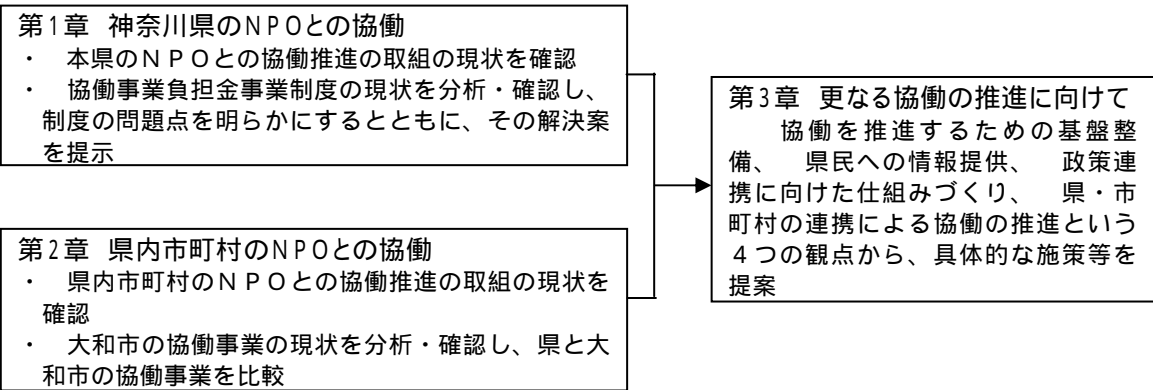 第1章 神奈川県のNPOとの協働
・ 本県のNPOとの協働推進の取組の現状を確認
・ 協働事業負担金事業制度の現状を分析・確認し、
制度の問題点を明らかにするとともに、その解決案
を提示
第2章 県内市町村のNPOとの協働
・ 県内市町村のNPOとの協働推進の取組の現状を
確認
・ 大和市の協働事業の現状を分析・確認し、県と大
和市の協働事業を比較
第3章 更なる協働の推進に向けて
協働を推進するための基盤整
備、 県民への情報提供、 政策連
携に向けた仕組みづくり、 県・市
町村の連携による協働の推進という
4つの観点から、具体的な施策等を
提案